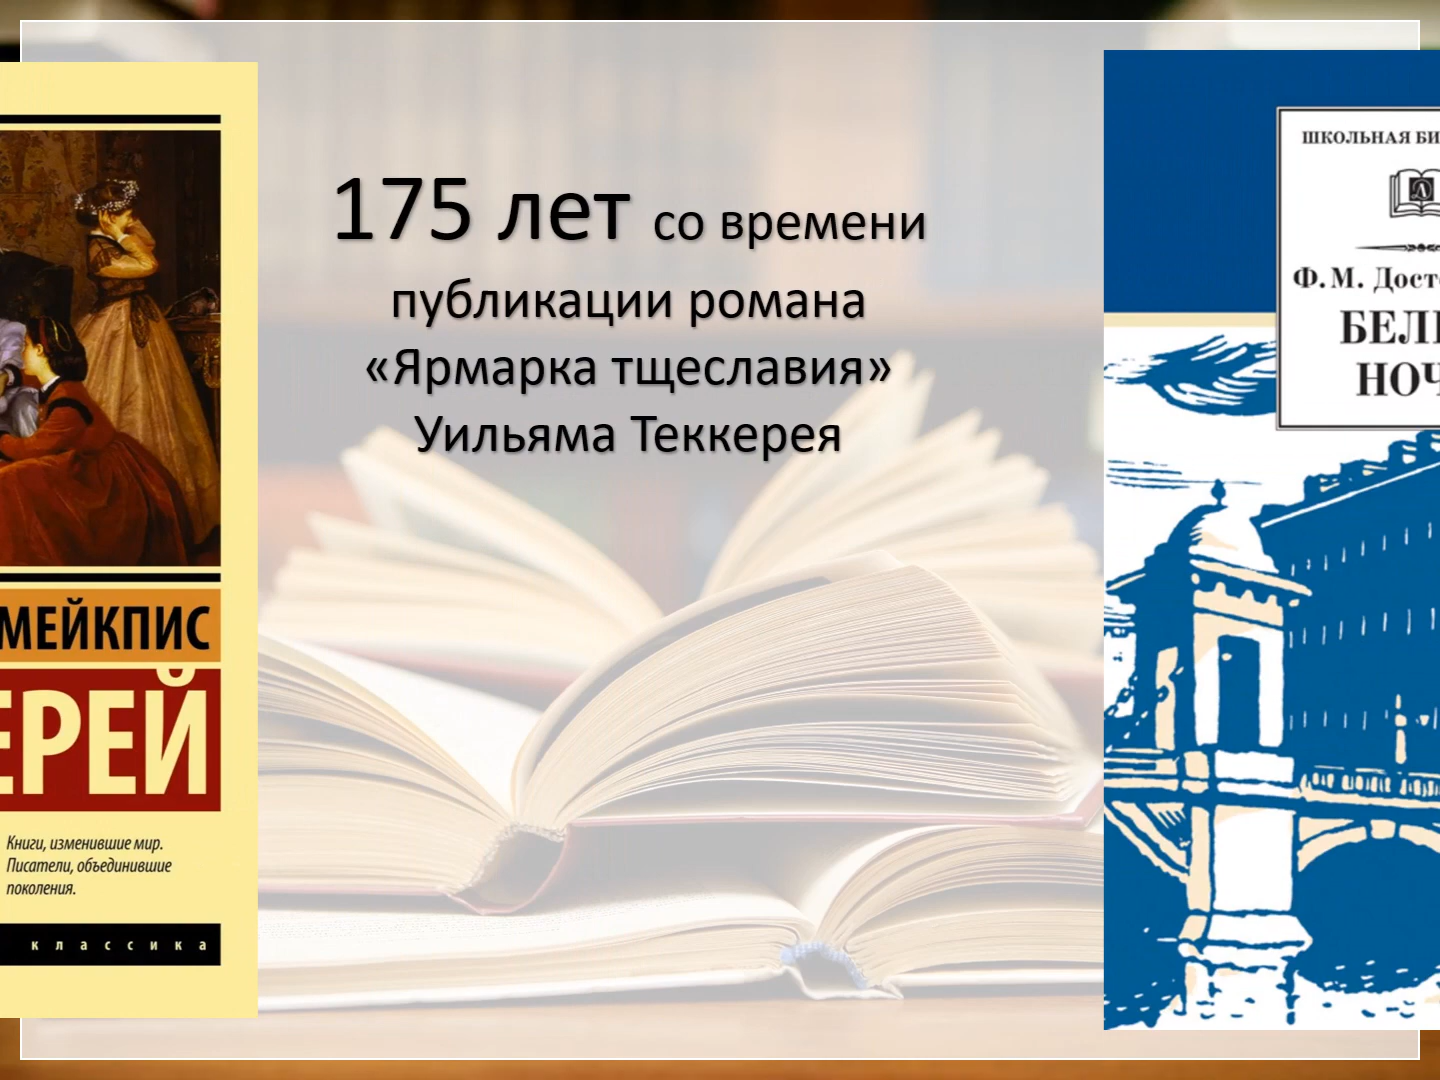 175 лет со времени
публикации романа
«Ярмарка тщеславия»
Уильяма Теккерея
МЕЙКПИС
ЕРЕЙ
Книги, изменившие мир.
Писатели, объединившие
поколения.
классика
ШКОЛЬНАЯ БИ
Ф. М. Дост
БЕЛ
НОЧ